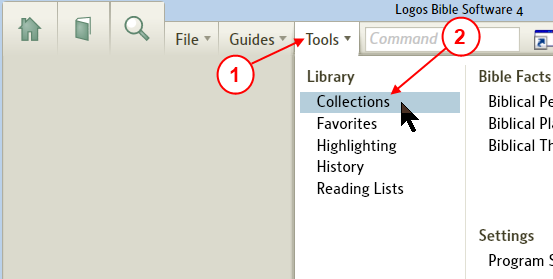 Logos Bible Software 4
File Guides Tools Command
1
2
Library
Collections
Favorites
Highlighting
History
Reading Lists
Bible Facts
Biblical Pe
Biblical Pla
Biblical Th
Settings
Program S